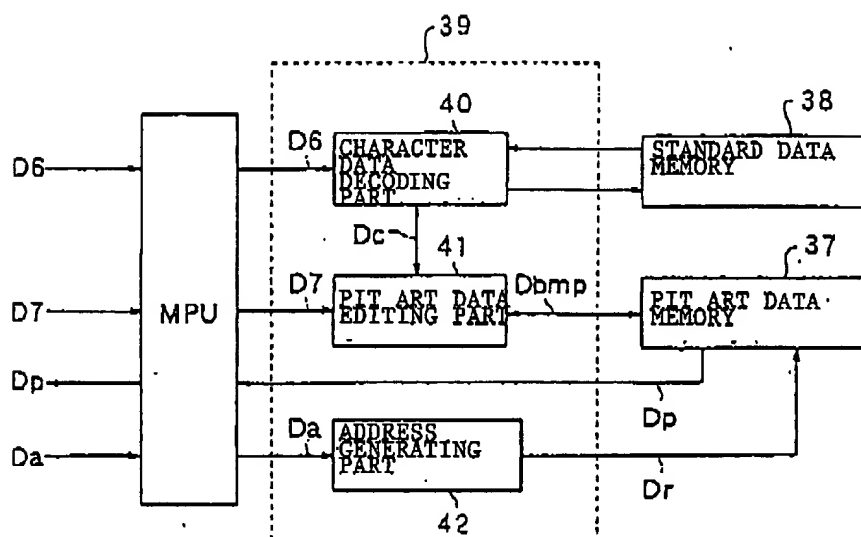 39
40
38
D6
D6
CHARACTER
DATA
DECODING
PART
STANDARD DATA
MEMORY
Dc
41
37
D7
MPU
D7
PIT ART DATA
EDITING PART
Dbmp
PIT ART DATA
MEMORY
Dp
Dp
Da
Da
ADDRESS
GENERATING
PART
Dr
42